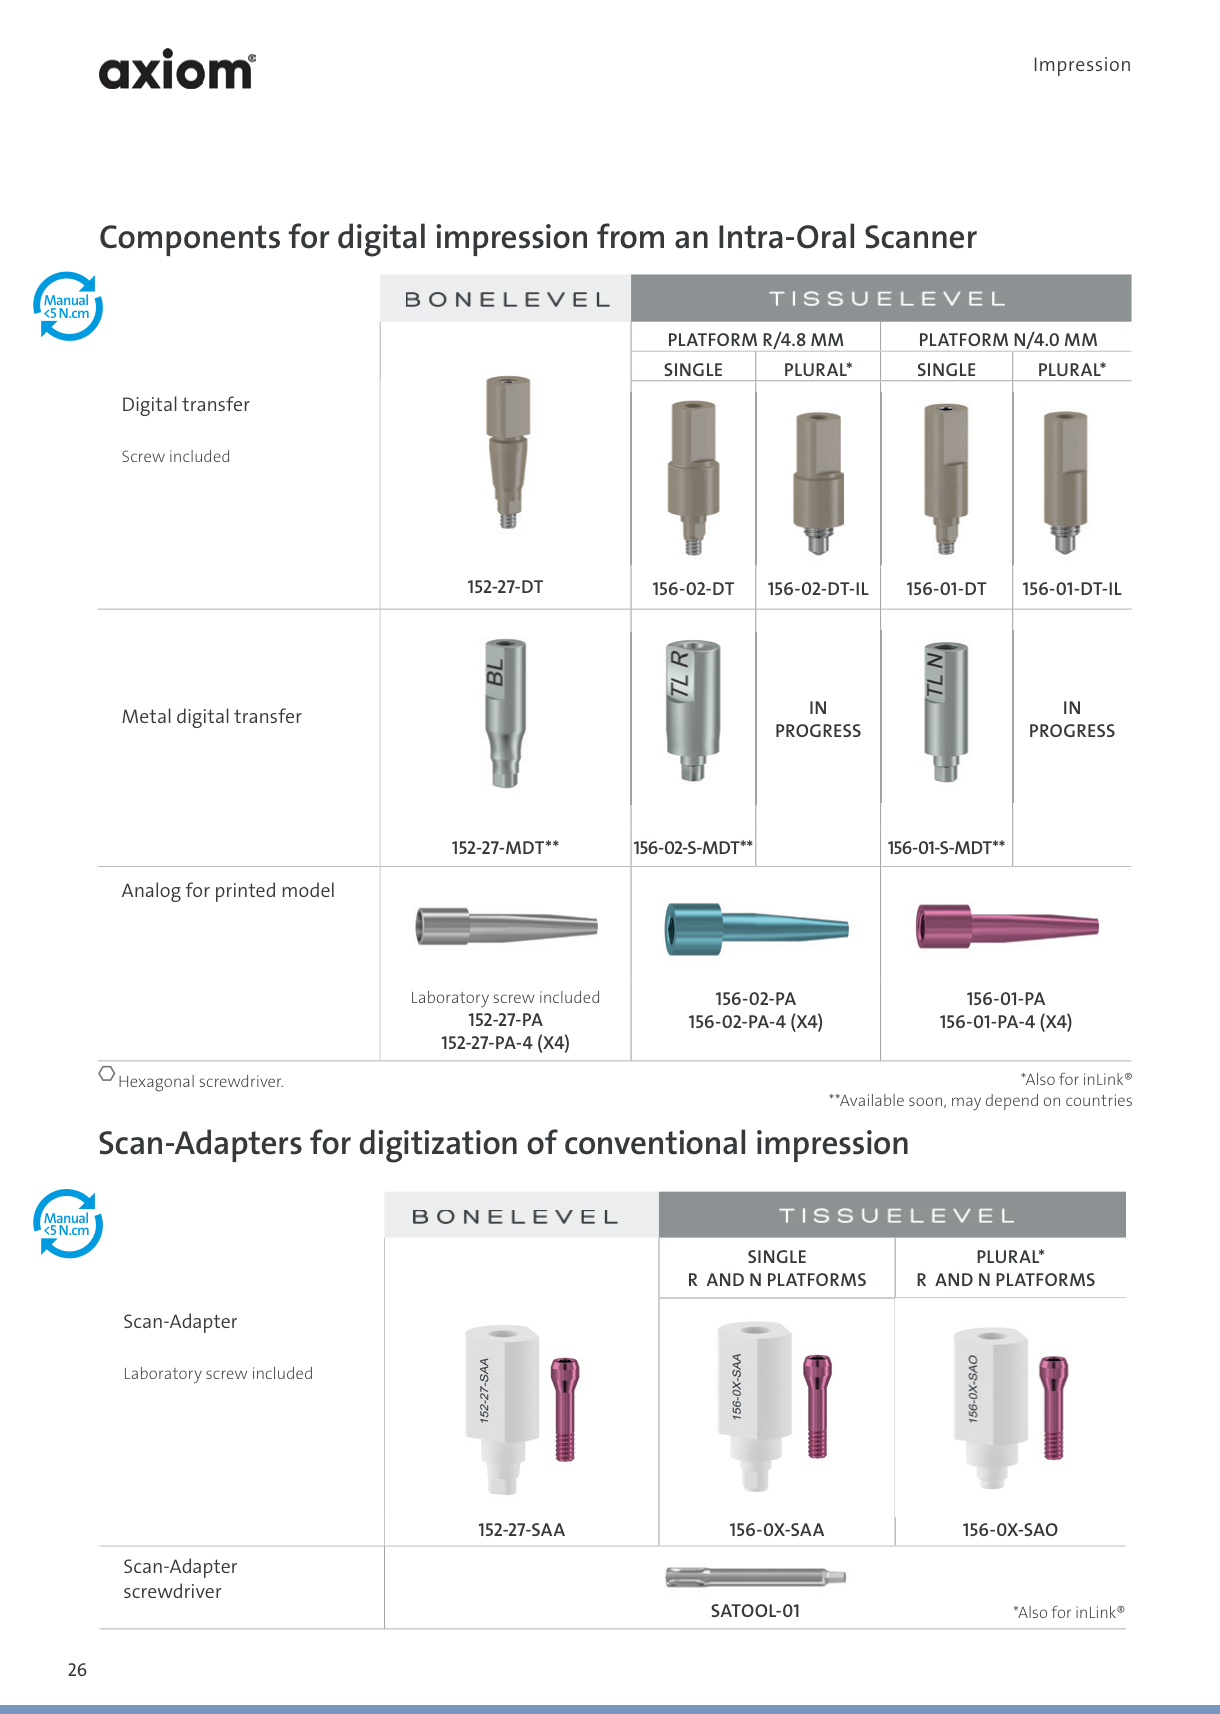 axiom®
Impression
Components for digital impression from an Intra-Oral Scanner
Manual
<5 N.cm
BONELEVEL
TISSUELEVEL
PLATFORM R/4.8 MM
PLATFORM N/4.0 MM
SINGLE
PLURAL*
SINGLE
PLURAL*
Digital transfer
Screw included
152-27-DT
156-02-DT
156-02-DT-IL
156-01-DT
156-01-DT-IL
Metal digital transfer
BL
TL R
IN
PROGRESS
TL N
IN
PROGRESS
152-27-MDT**
156-02-S-MDT**
156-01-S-MDT**
Analog for printed model
Laboratory screw included
152-27-PA
152-27-PA-4 (X4)
156-02-PA
156-02-PA-4 (X4)
156-01-PA
156-01-PA-4 (X4)
Hexagonal screwdriver.
*Also for inLink®
**Available soon, may depend on countries
Scan-Adapters for digitization of conventional impression
Manual
<5 N.cm
BONELEVEL
TISSUELEVEL
SINGLE
R AND N PLATFORMS
PLURAL*
R AND N PLATFORMS
Scan-Adapter
Laboratory screw included
152-27-SAA
156-0X-SAA
156-0X-SAO
152-27-SAA
156-0X-SAA
156-0X-SAO
Scan-Adapter
screwdriver
SATOOL-01
*Also for inLink®
26